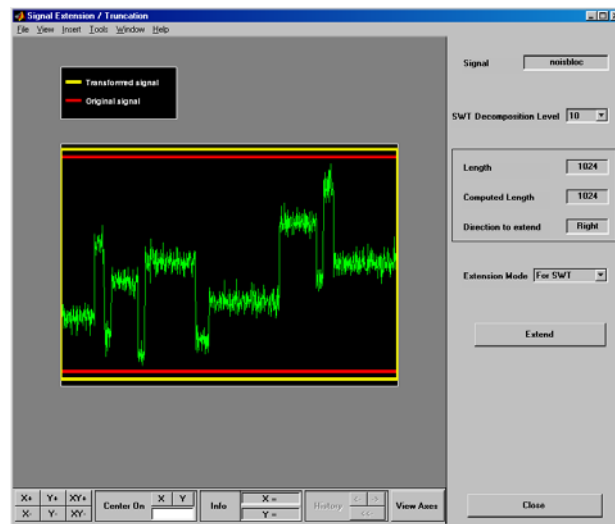 Signal Extension / Truncation
File View Insert Tools Window Help
Transformed signal
Original signal
Signal noisbloc
SWT Decomposition Level 10
Length 1024
Computed Length 1024
Direction to extend Right
Extension Mode For SWT
Extend
X+ Y+ XY+
X- Y- XY-
Center On X Y
Info X =
Y =
History <- ->
<<-
View Axes
Close